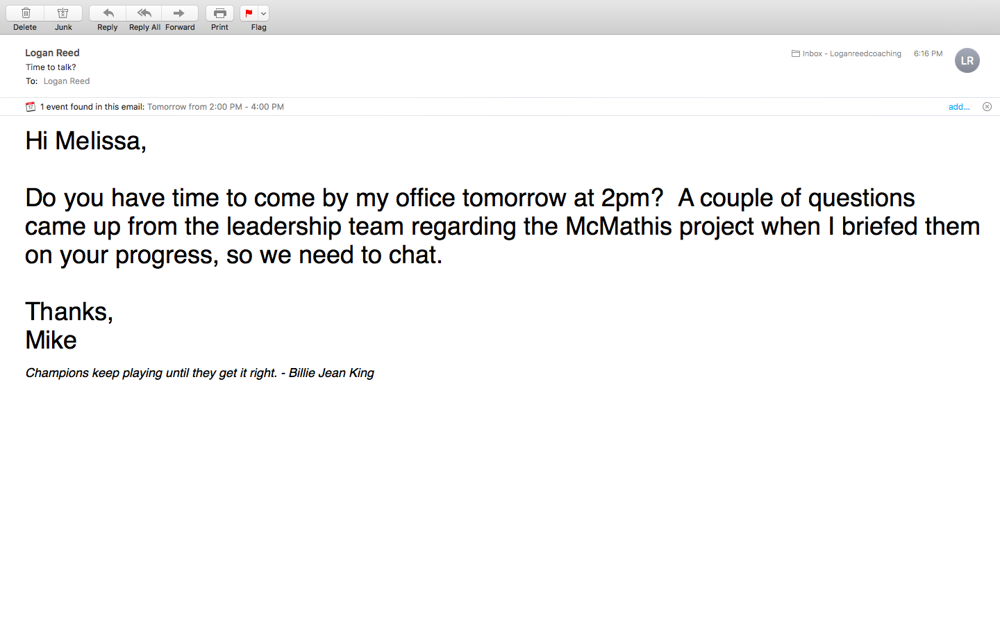 Delete Junk Reply Reply All Forward Print Flag
Logan Reed
Inbox - Loganreedcoaching 6:16 PM
LR
Time to talk?
To: Logan Reed
17
1 event found in this email: Tomorrow from 2:00 PM - 4:00 PM
add...
Hi Melissa,
Do you have time to come by my office tomorrow at 2pm?  A couple of questions
came up from the leadership team regarding the McMathis project when I briefed them
on your progress, so we need to chat.
Thanks,
Mike
Champions keep playing until they get it right. - Billie Jean King